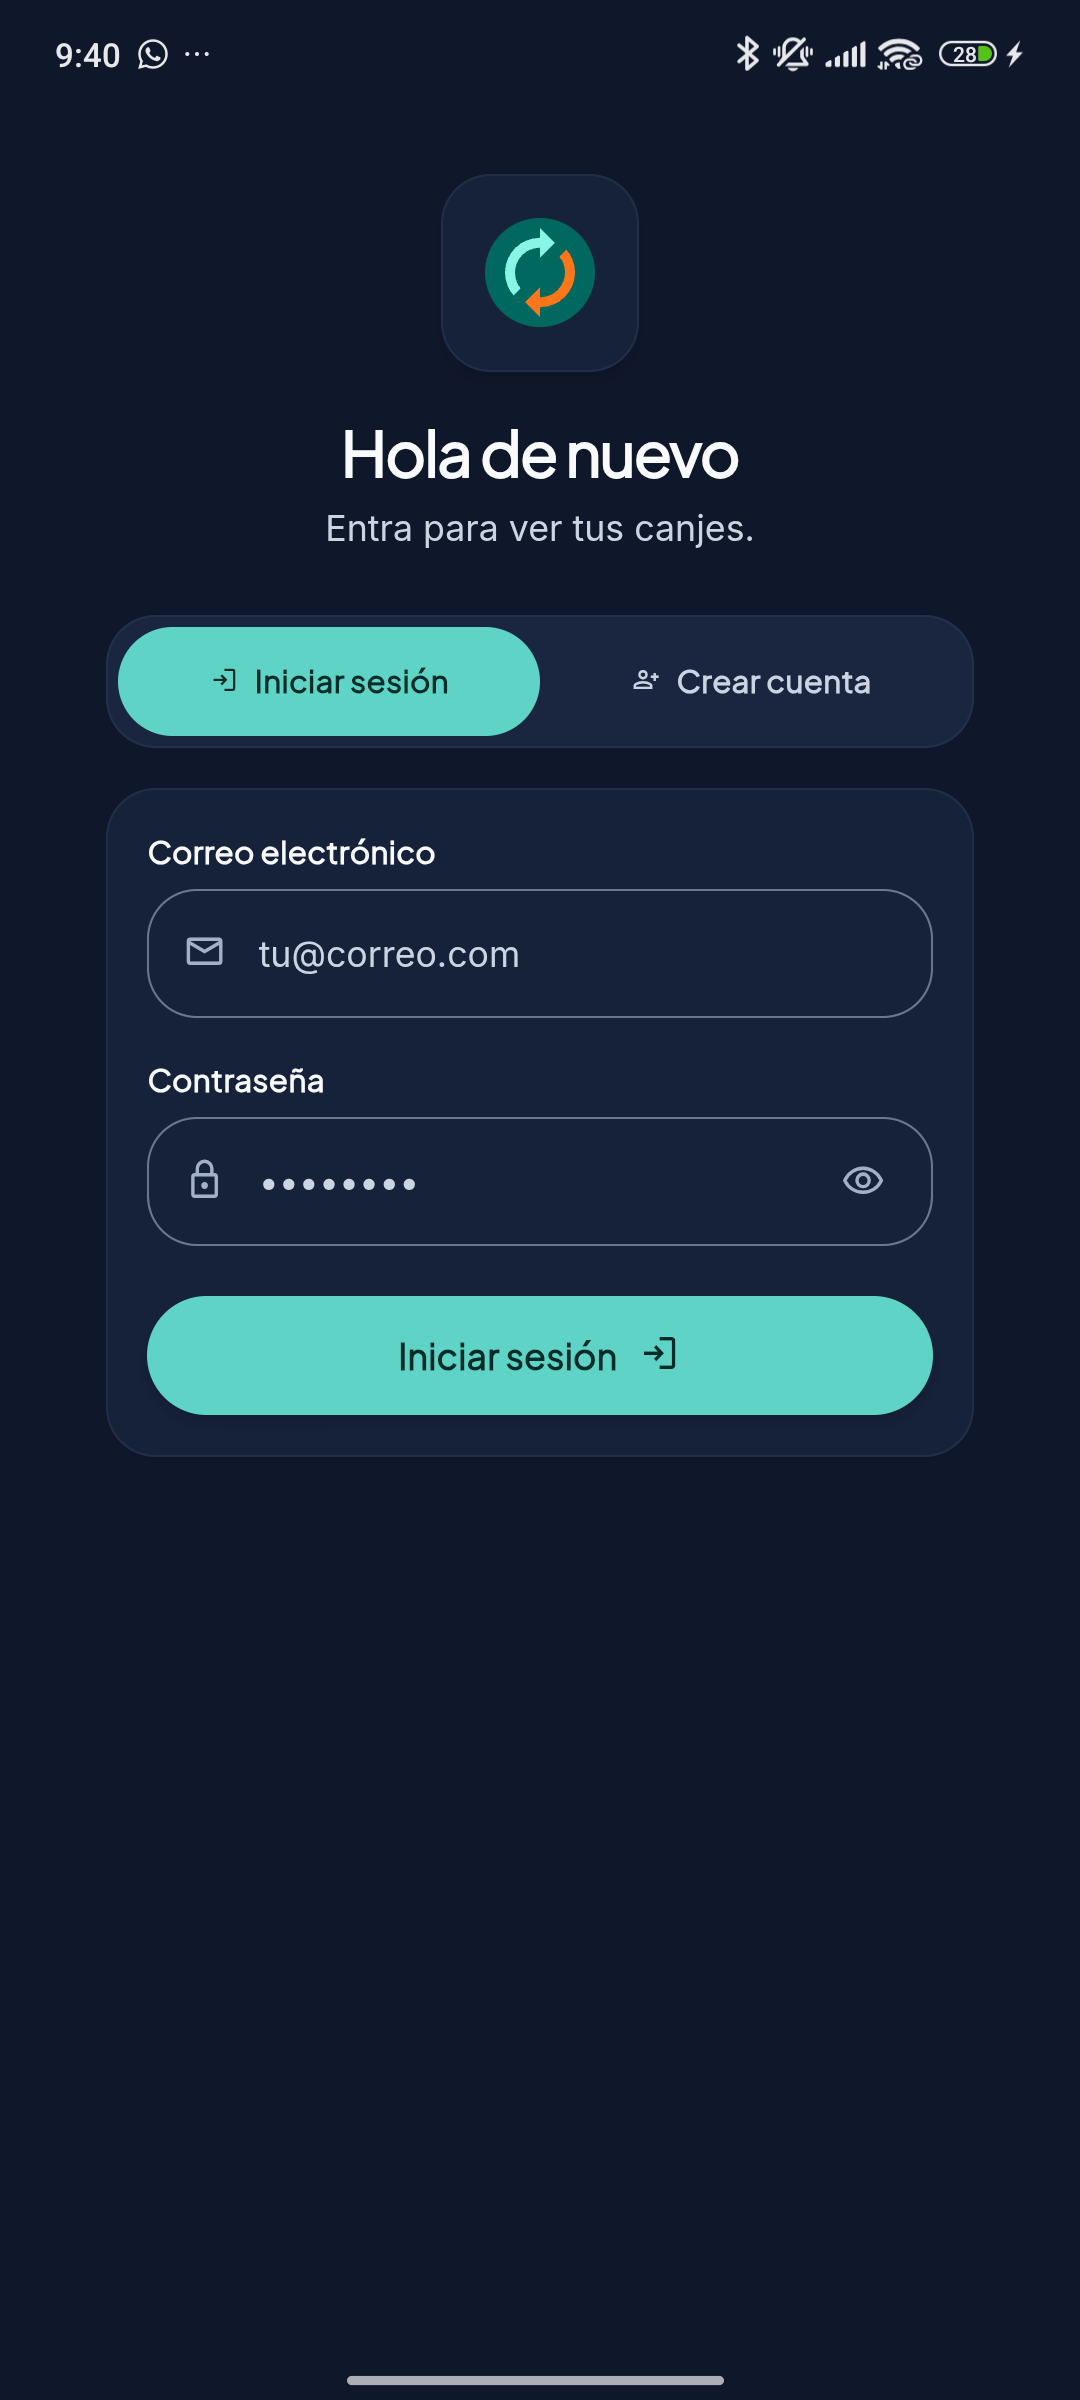 9:40 ...
28
Hola de nuevo
Entra para ver tus canjes.
Iniciar sesión Crear cuenta
Correo electrónico
tu@correo.com
Contraseña
••••••••
Iniciar sesión